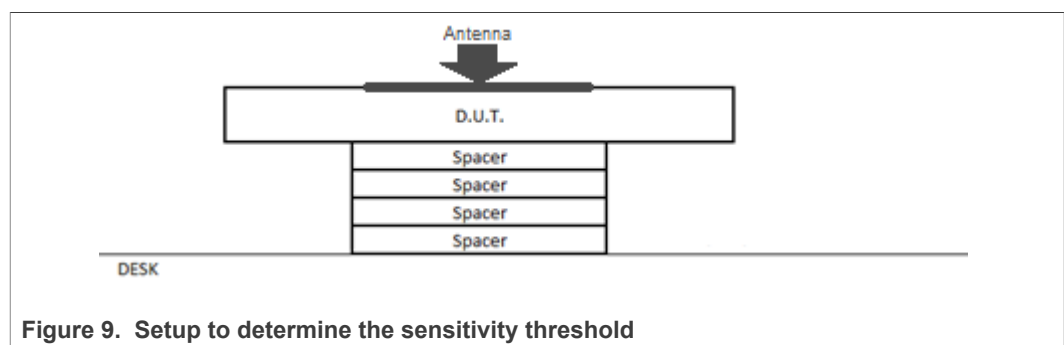 Antenna
D.U.T.
Spacer
Spacer
Spacer
Spacer
DESK
Figure 9. Setup to determine the sensitivity threshold